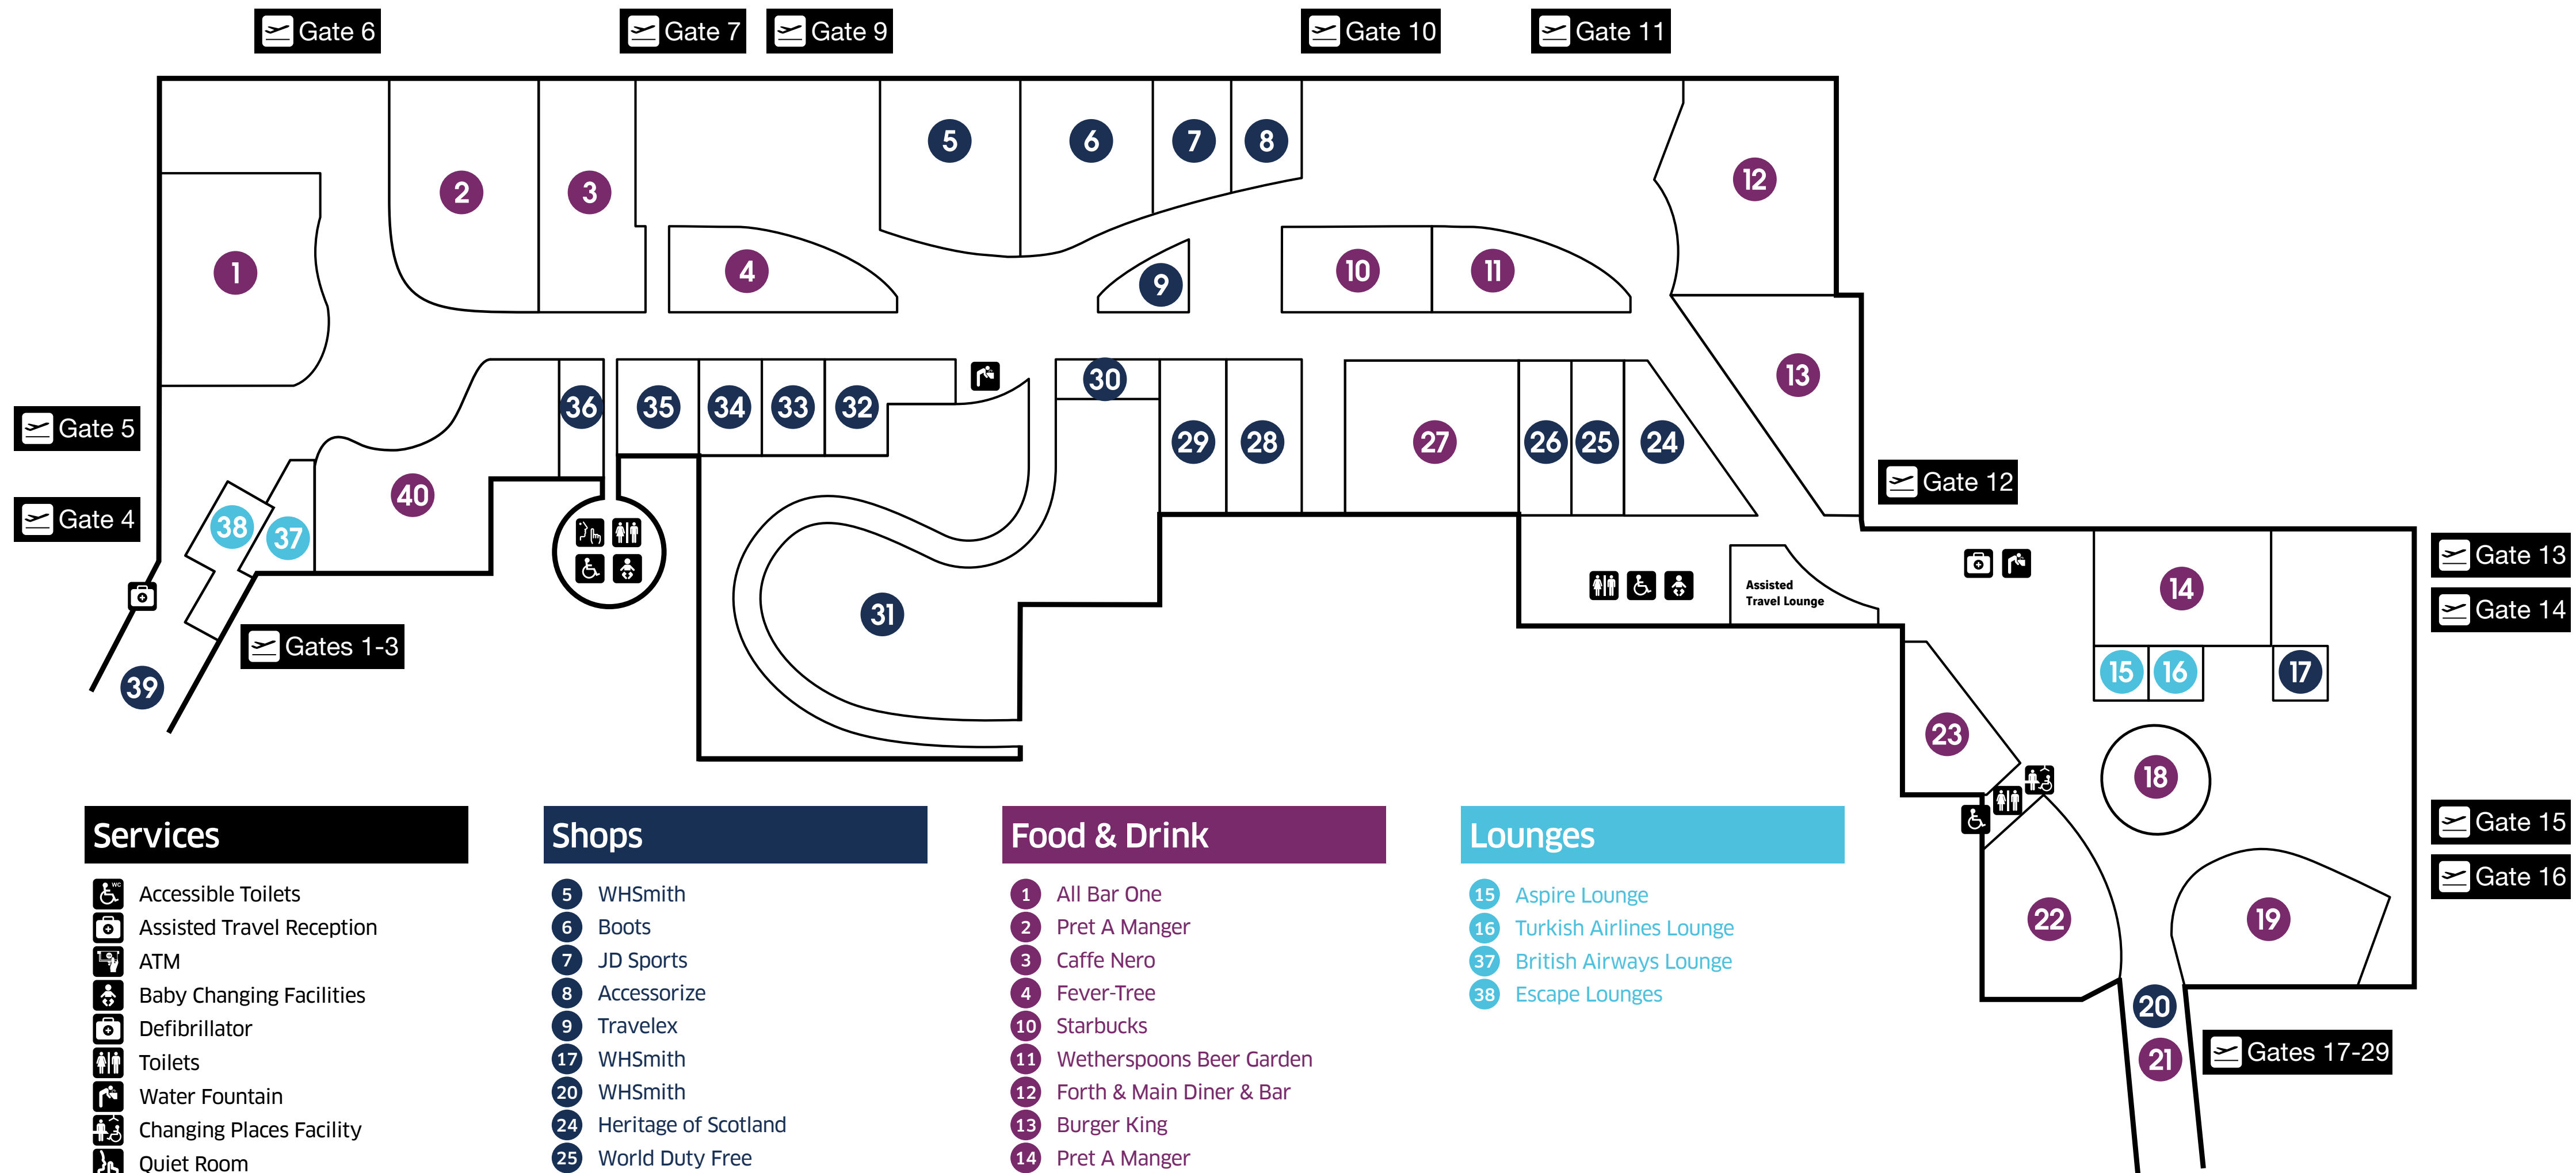 Gate 6
Gate 7
Gate 9
Gate 10
Gate 11
5
6
7
8
12
2
3
1
4
9
10
11
13
30
36
35
34
33
32
Gate 5
29
28
27
26
25
24
40
Gate 12
Gate 4
38
37
Gate 13
14
Assisted
Travel Lounge
Gate 14
31
Gates 1-3
39
15
16
17
23
18
Gate 15
Gate 16
22
19
20
21
Gates 17-29
Services
WC
Accessible Toilets
Assisted Travel Reception
ATM
Baby Changing Facilities
Defibrillator
Toilets
Water Fountain
Changing Places Facility
Quiet Room
Shops
5 WHSmith
6 Boots
7 JD Sports
8 Accessorize
9 Travelex
17 WHSmith
20 WHSmith
24 Heritage of Scotland
25 World Duty Free
Food & Drink
1 All Bar One
2 Pret A Manger
3 Caffe Nero
4 Fever-Tree
10 Starbucks
11 Wetherspoons Beer Garden
12 Forth & Main Diner & Bar
13 Burger King
14 Pret A Manger
Lounges
15 Aspire Lounge
16 Turkish Airlines Lounge
37 British Airways Lounge
38 Escape Lounges